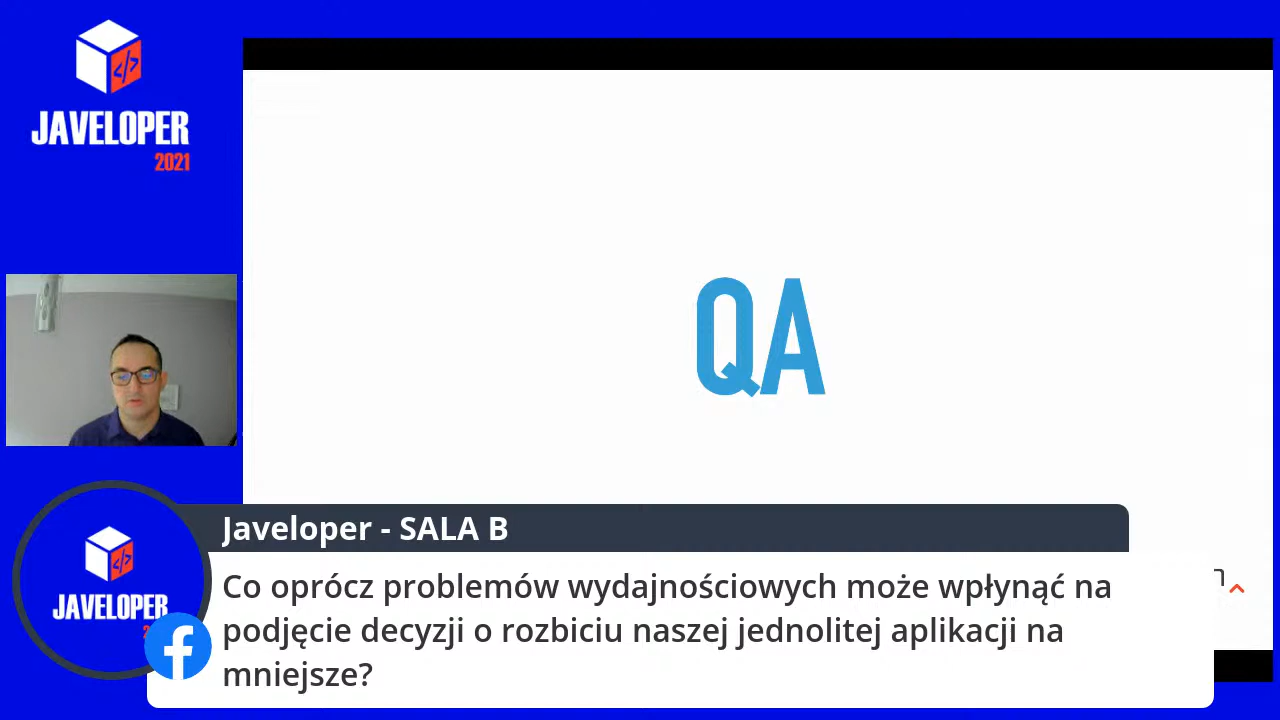 </>
JAVELOPER
2021
QA
Javeloper - SALA B
Co oprócz problemów wydajnościowych może wpłynąć na
podjęcie decyzji o rozbiciu naszej jednolitej aplikacji na
mniejsze?
</>
JAVELOPER